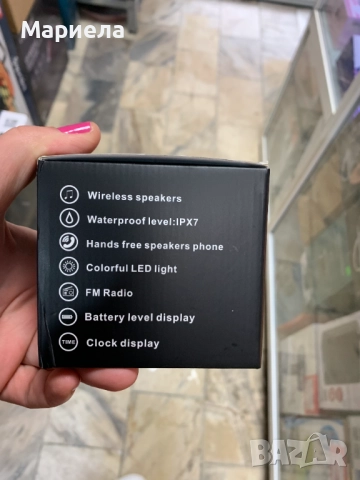 Мариела
Wireless speakers
Waterproof level:IPX7
Hands free speakers phone
Colorful LED light
FM Radio
Battery level display
TIME Clock display
BAZAR